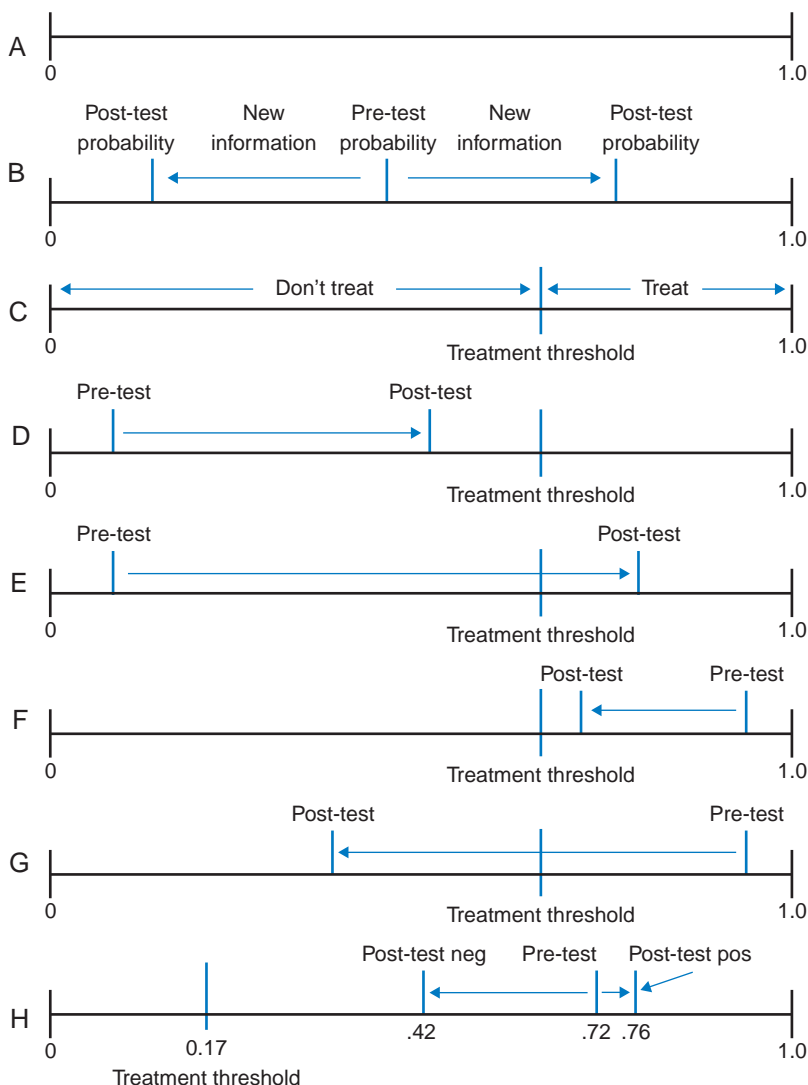 A
0 1.0
Post-test New Pre-test New Post-test
probability information probability information probability
B
0 1.0
Don't treat Treat
C
0 1.0
Treatment threshold
Pre-test Post-test
D
0 1.0
Treatment threshold
Pre-test Post-test
E
0 1.0
Treatment threshold
Post-test Pre-test
F
0 1.0
Treatment threshold
Post-test Pre-test
G
0 1.0
Treatment threshold
Post-test neg Pre-test Post-test pos
H
0 0.17 .42 .72 .76 1.0
Treatment threshold